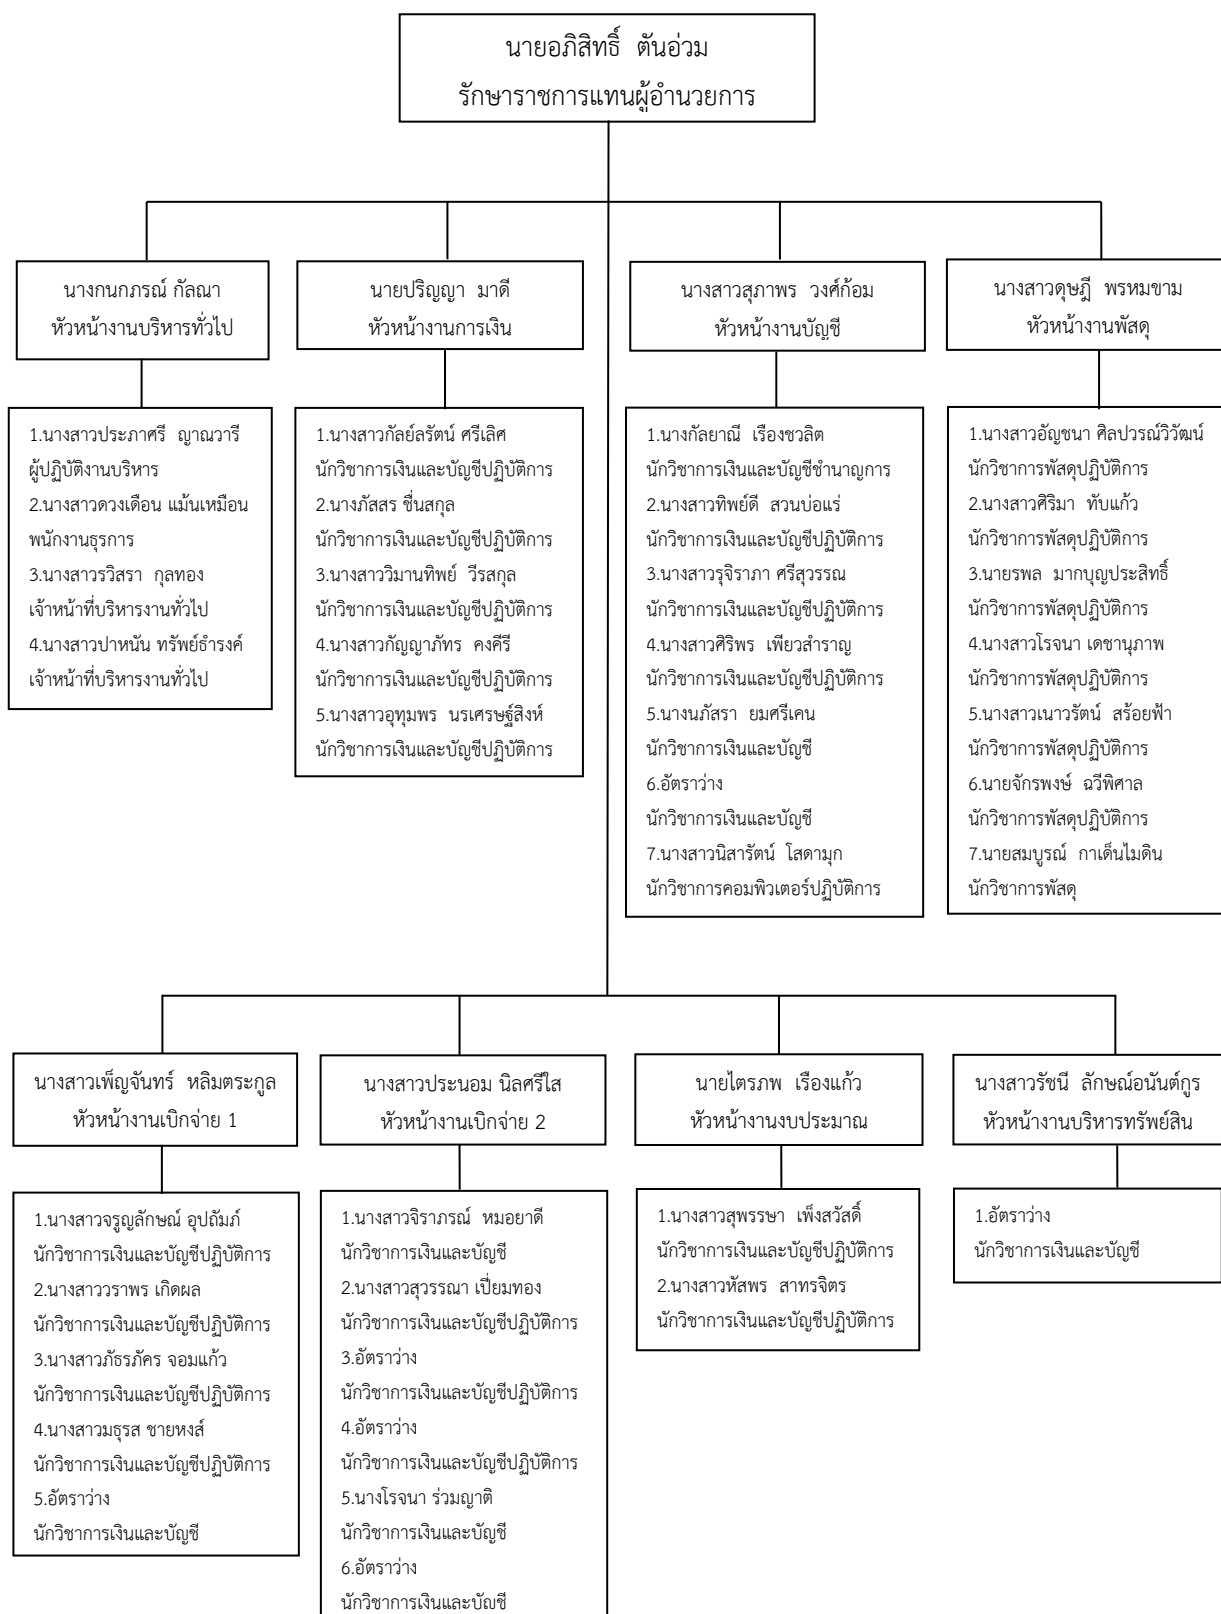 นายอภิสิทธิ์ ตันอ่วม
รักษาราชการแทนผู้อำนวยการ
นางกนกภรณ์ กัลณา
หัวหน้างานบริหารทั่วไป
1.นางสาวประภาศรี ญาณวารี
ผู้ปฏิบัติงานบริหาร
2.นางสาวดวงเดือน แม้นเหมือน
พนักงานธุรการ
3.นางสาวรวิสรา กุลทอง
เจ้าหน้าที่บริหารงานทั่วไป
4.นางสาวปาหนัน ทรัพย์ธำรงค์
เจ้าหน้าที่บริหารงานทั่วไป
นายปริญญา มาดี
หัวหน้างานการเงิน
1.นางสาวกัลย์ลรัตน์ ศรีเลิศ
นักวิชาการเงินและบัญชีปฏิบัติการ
2.นางภัสสร ชื่นสกุล
นักวิชาการเงินและบัญชีปฏิบัติการ
3.นางสาววิมานทิพย์ วีรสกุล
นักวิชาการเงินและบัญชีปฏิบัติการ
4.นางสาวกัญญาภัทร คงคีรี
นักวิชาการเงินและบัญชีปฏิบัติการ
5.นางสาวอุทุมพร นรเศรษฐ์สิงห์
นักวิชาการเงินและบัญชีปฏิบัติการ
นางสาวสุภาพร วงศ์ก้อม
หัวหน้างานบัญชี
1.นางกัลยาณี เรืองชวลิต
นักวิชาการเงินและบัญชีชำนาญการ
2.นางสาวทิพย์ดี สวนบ่อแร่
นักวิชาการเงินและบัญชีปฏิบัติการ
3.นางสาวรุจิราภา ศรีสุวรรณ
นักวิชาการเงินและบัญชีปฏิบัติการ
4.นางสาวศิริพร เพียวสำราญ
นักวิชาการเงินและบัญชีปฏิบัติการ
5.นางนภัสรา ยมศรีเคน
นักวิชาการเงินและบัญชี
6.อัตราว่าง
นักวิชาการเงินและบัญชี
7.นางสาวนิสารัตน์ โสดามุก
นักวิชาการคอมพิวเตอร์ปฏิบัติการ
นางสาวดุษฎี พรหมขาม
หัวหน้างานพัสดุ
1.นางสาวอัญชนา ศิลปวรณ์วิวัฒน์
นักวิชาการพัสดุปฏิบัติการ
2.นางสาวศิริมา ทับแก้ว
นักวิชาการพัสดุปฏิบัติการ
3.นายรพล มากบุญประสิทธิ์
นักวิชาการพัสดุปฏิบัติการ
4.นางสาวโรจนา เดชานุภาพ
นักวิชาการพัสดุปฏิบัติการ
5.นางสาวเนาวรัตน์ สร้อยฟ้า
นักวิชาการพัสดุปฏิบัติการ
6.นายจักรพงษ์ ฉวีพิศาล
นักวิชาการพัสดุปฏิบัติการ
7.นายสมบูรณ์ กาเด็นไมดิน
นักวิชาการพัสดุ
นางสาวเพ็ญจันทร์ หลิมตระกูล
หัวหน้างานเบิกจ่าย 1
1.นางสาวจรูญลักษณ์ อุปถัมภ์
นักวิชาการเงินและบัญชีปฏิบัติการ
2.นางสาววราพร เกิดผล
นักวิชาการเงินและบัญชีปฏิบัติการ
3.นางสาวภัธรภัคร จอมแก้ว
นักวิชาการเงินและบัญชีปฏิบัติการ
4.นางสาวมธุรส ชายหงส์
นักวิชาการเงินและบัญชีปฏิบัติการ
5.อัตราว่าง
นักวิชาการเงินและบัญชี
นางสาวประนอม นิลศรีใส
หัวหน้างานเบิกจ่าย 2
1.นางสาวจิราภรณ์ หมอยาดี
นักวิชาการเงินและบัญชี
2.นางสาวสุวรรณา เปี่ยมทอง
นักวิชาการเงินและบัญชีปฏิบัติการ
3.อัตราว่าง
นักวิชาการเงินและบัญชีปฏิบัติการ
4.อัตราว่าง
นักวิชาการเงินและบัญชีปฏิบัติการ
5.นางโรจนา ร่วมญาติ
นักวิชาการเงินและบัญชี
6.อัตราว่าง
นักวิชาการเงินและบัญชี
นายไตรภพ เรืองแก้ว
หัวหน้างานงบประมาณ
1.นางสาวสุพรรษา เพ็งสวัสดิ์
นักวิชาการเงินและบัญชีปฏิบัติการ
2.นางสาวหัสพร สาทรจิตร
นักวิชาการเงินและบัญชีปฏิบัติการ
นางสาวรัชนี ลักษณ์อนันต์กูร
หัวหน้างานบริหารทรัพย์สิน
1.อัตราว่าง
นักวิชาการเงินและบัญชี